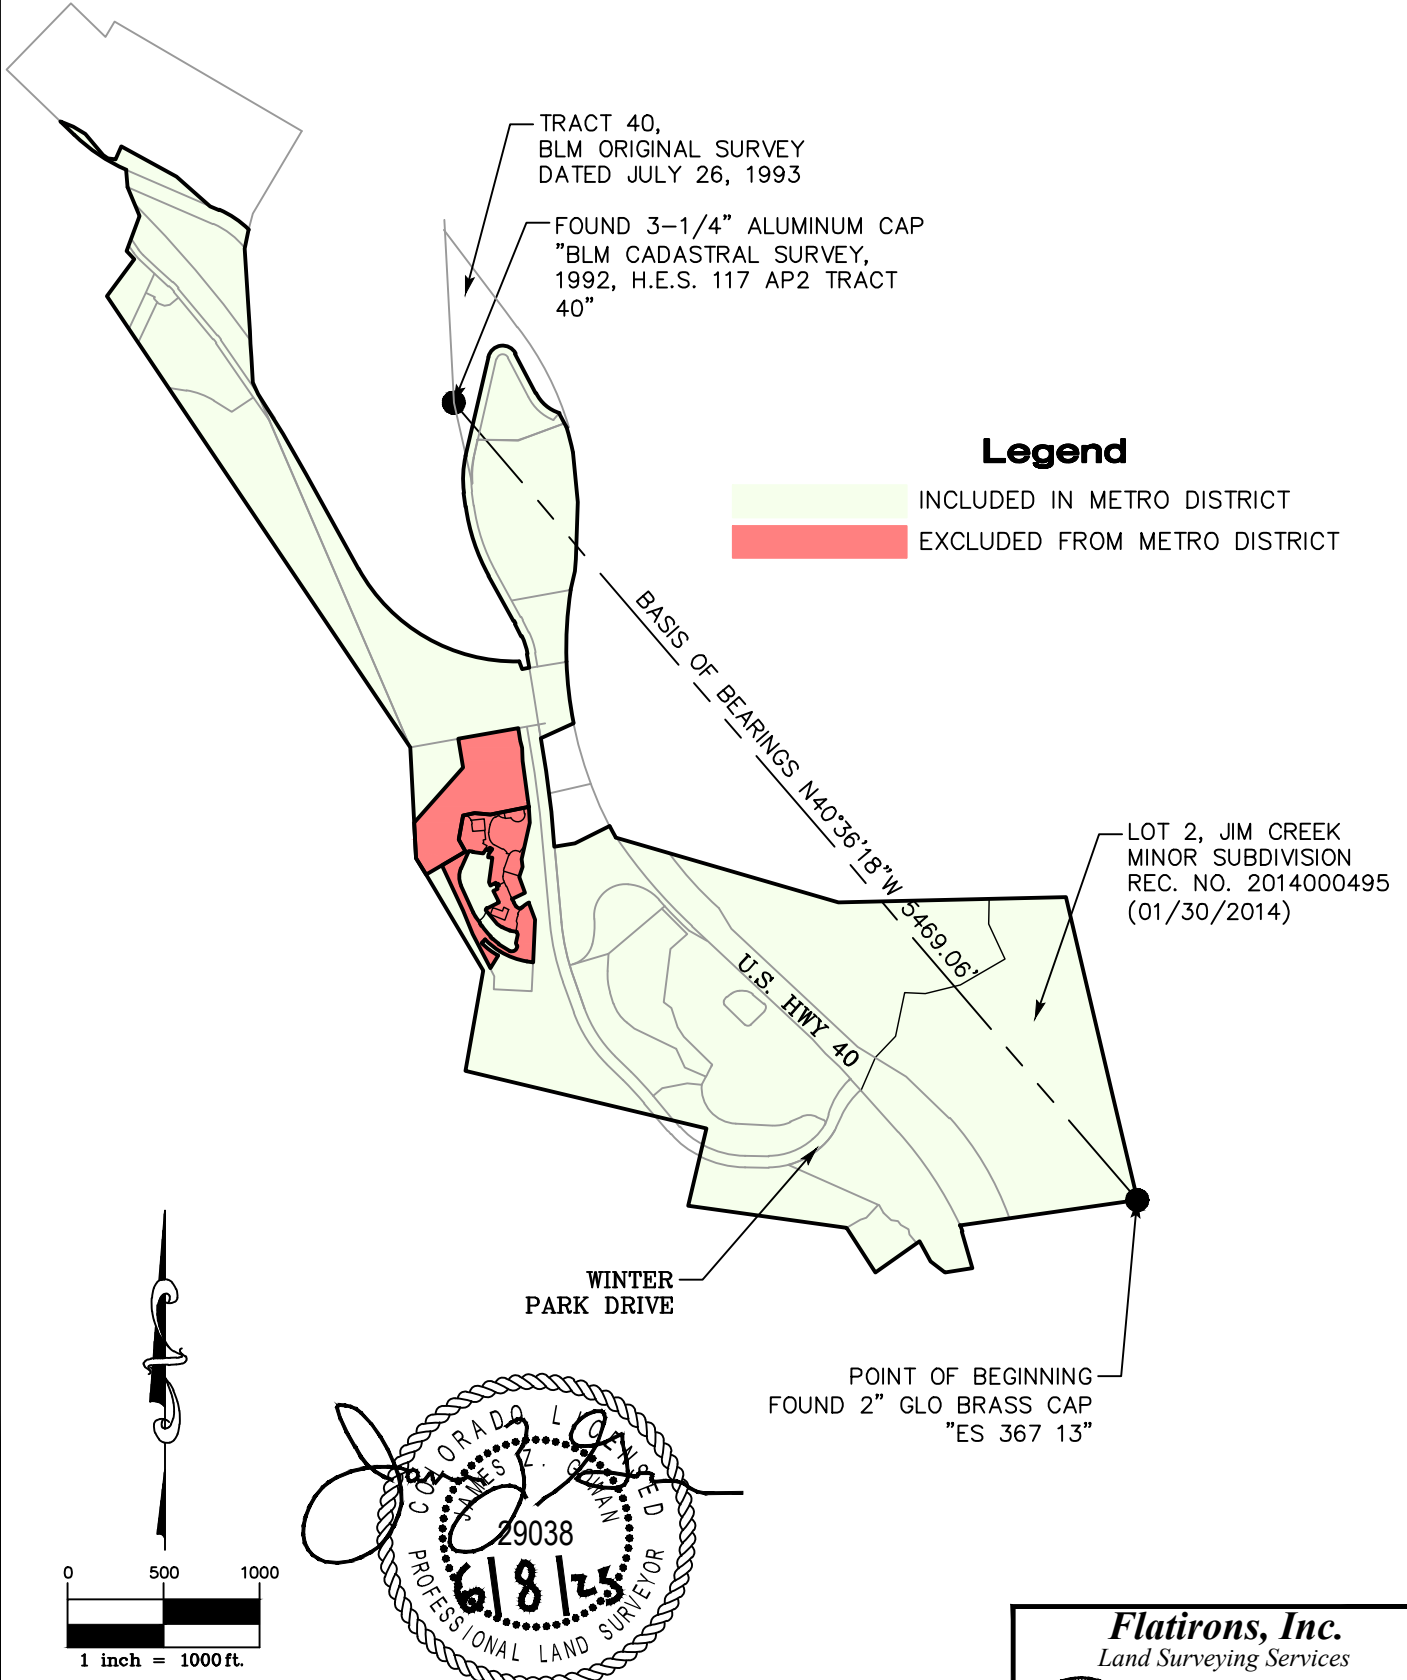 TRACT 40,
BLM ORIGINAL SURVEY
DATED JULY 26, 1993
FOUND 3-1/4" ALUMINUM CAP
"BLM CADASTRAL SURVEY,
1992, H.E.S. 117 AP2 TRACT
40"
Legend
INCLUDED IN METRO DISTRICT
EXCLUDED FROM METRO DISTRICT
BASIS OF BEARINGS N40°36'18"W 5469.06'
LOT 2, JIM CREEK
MINOR SUBDIVISION
REC. NO. 2014000495
(01/30/2014)
U.S. HWY 40
WINTER
PARK DRIVE
POINT OF BEGINNING
FOUND 2" GLO BRASS CAP
"ES 367 13"
COLORADO LICENSED
JAMES Z. GOWAN
29038
6/8/23
PROFESSIONAL LAND SURVEYOR
0 500 1000
1 inch = 1000 ft.
Flatirons, Inc.
Land Surveying Services